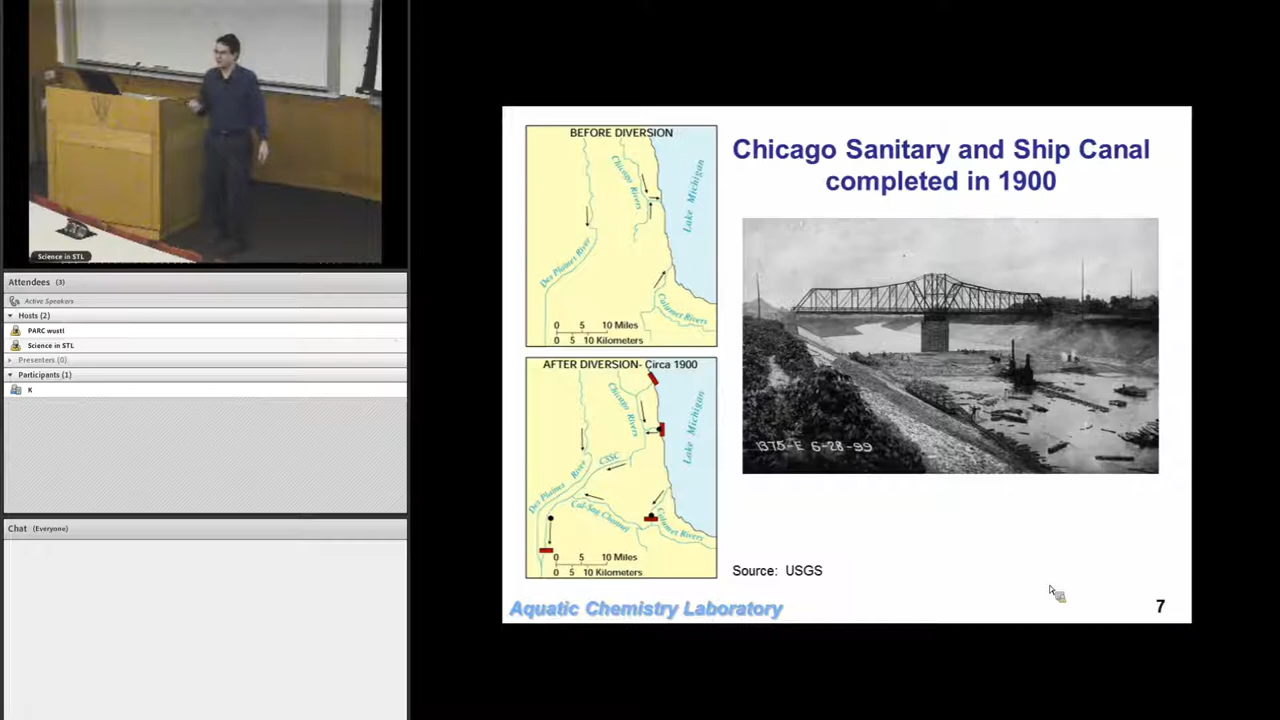 Science in STL
Attendees (3)
Active Speakers
Hosts (2)
PARC wustl
Science in STL
Presenters (0)
Participants (1)
K
Chat (Everyone)
BEFORE DIVERSION
Chicago Rivers
Lake Michigan
Des Plaines River
Calumet Rivers
0 5 10 Miles
0 5 10 Kilometers
AFTER DIVERSION- Circa 1900
Chicago Rivers
Lake Michigan
CSSC
Des Plaines River
Cal-Sag Channel
Calumet Rivers
0 5 10 Miles
0 5 10 Kilometers
Chicago Sanitary and Ship Canal
completed in 1900
1375-E 6-28-99
Source: USGS
Aquatic Chemistry Laboratory
7